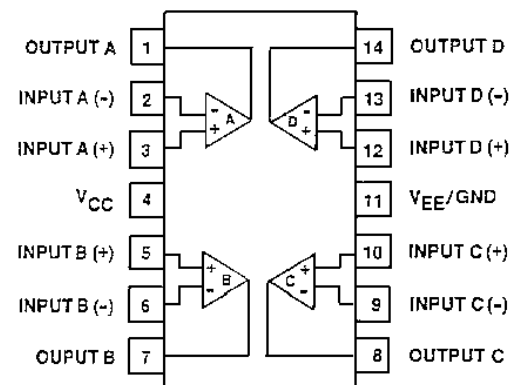 OUTPUT A 1 14 OUTPUT D
INPUT A (-) 2 13 INPUT D (-)
- A + D - +
INPUT A (+) 3 12 INPUT D (+)
VCC 4 11 VEE/GND
INPUT B (+) 5 10 INPUT C (+)
+ B - C + -
INPUT B (-) 6 9 INPUT C (-)
OUPUT B 7 8 OUTPUT C